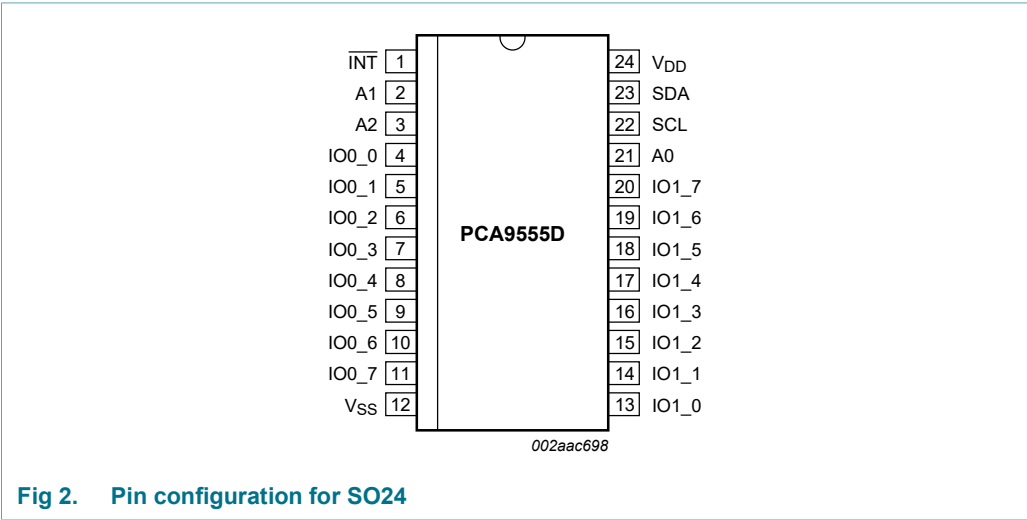 INT 1
A1 2
A2 3
IO0_0 4
IO0_1 5
IO0_2 6
IO0_3 7
IO0_4 8
IO0_5 9
IO0_6 10
IO0_7 11
VSS 12
PCA9555D
24 VDD
23 SDA
22 SCL
21 A0
20 IO1_7
19 IO1_6
18 IO1_5
17 IO1_4
16 IO1_3
15 IO1_2
14 IO1_1
13 IO1_0
002aac698
Fig 2. Pin configuration for SO24